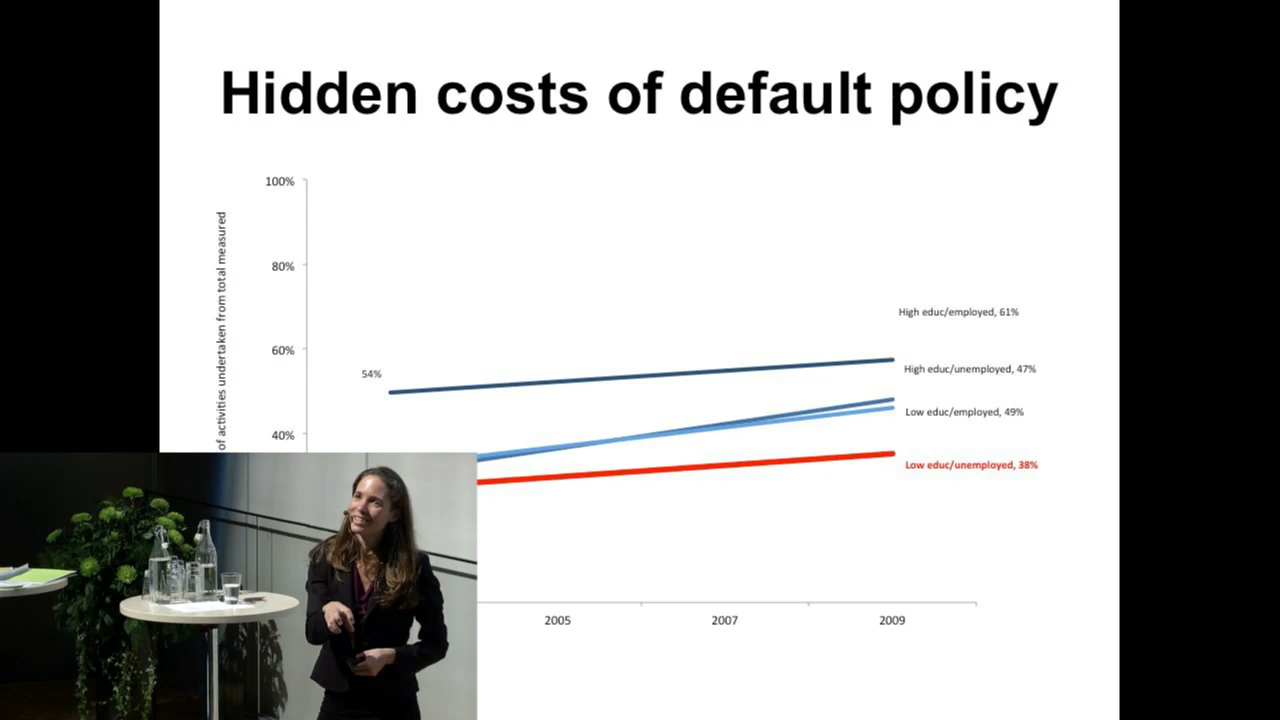 Hidden costs of default policy
of activities undertaken from total measured
100%
80%
60%
40%
54%
High educ/employed, 61%
High educ/unemployed, 47%
Low educ/employed, 49%
Low educ/unemployed, 38%
2005
2007
2009